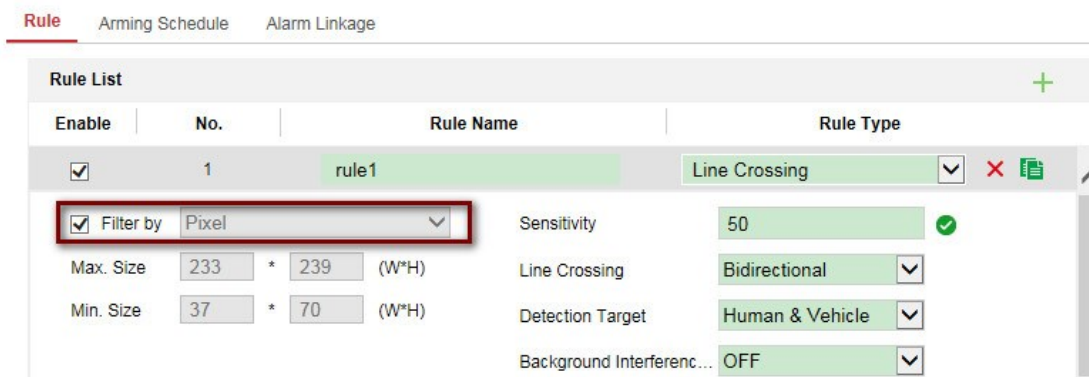 Rule Arming Schedule Alarm Linkage
Rule List
Enable No. Rule Name Rule Type
1 rule1 Line Crossing
Filter by Pixel Sensitivity 50
Max. Size 233 * 239 (W*H) Line Crossing Bidirectional
Min. Size 37 * 70 (W*H) Detection Target Human & Vehicle
Background Interferenc... OFF